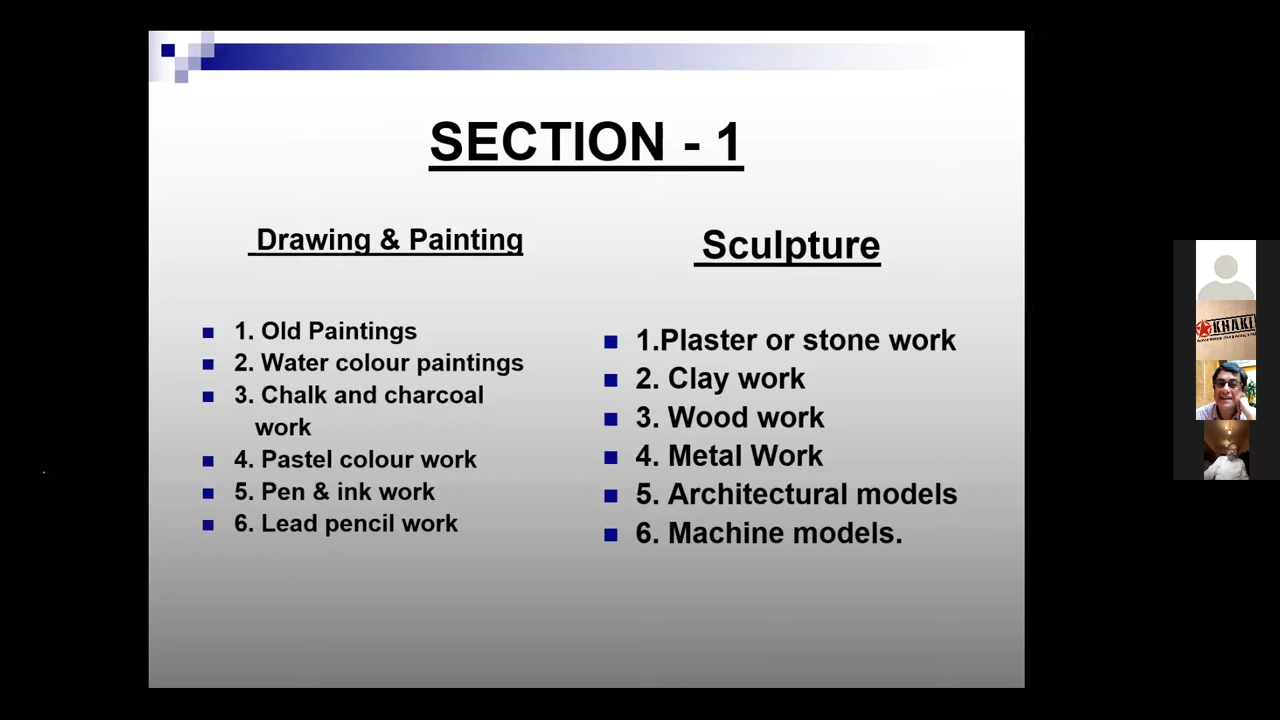 SECTION - 1
Drawing & Painting
1. Old Paintings
2. Water colour paintings
3. Chalk and charcoal
work
4. Pastel colour work
5. Pen & ink work
6. Lead pencil work
Sculpture
1.Plaster or stone work
2. Clay work
3. Wood work
4. Metal Work
5. Architectural models
6. Machine models.
KHAKI